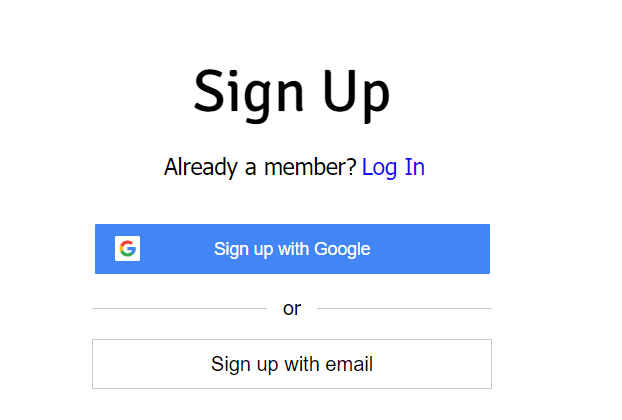 Sign Up
Already a member? Log In
Sign up with Google
or
Sign up with email